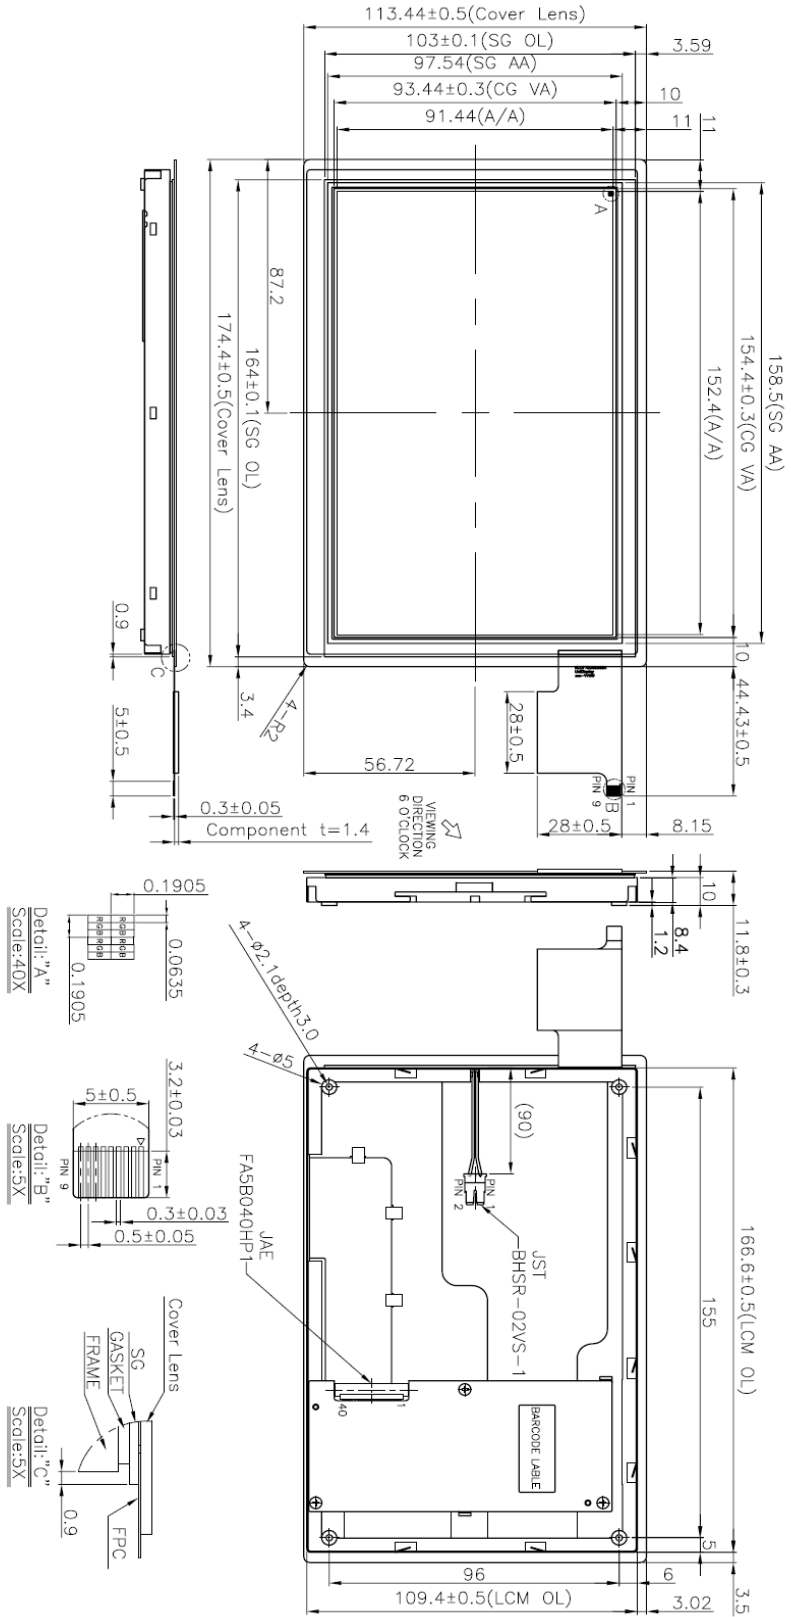 113.44±0.5(Cover Lens)
103±0.1(SG OL)
3.59
97.54(SG AA)
93.44±0.3(CG VA)
10
91.44(A/A)
11
11
A
87.2
174.4±0.5(Cover Lens)
164±0.1(SG OL)
152.4(A/A)
154.4±0.3(CG VA)
158.5(SG AA)
0.9
C
3.4
4-R2
10
44.43±0.5
28±0.5
5±0.5
56.72
PIN 1
B
PIN 9
28±0.5
8.15
0.3±0.05
Component t=1.4
VIEWING
DIRECTION
6 O'CLOCK
10
1.2
8.4
11.8±0.3
0.1905
RGB RGB
RGB RGB
RGB RGB
0.0635
0.1905
Detail:"A"
Scale:40X
4-ø2.1depth3.0
4-ø5
(90)
PIN 1
PIN 2
JST
BHSR-02VS-1
JAE
FA5B040HP1
155
166.6±0.5(LCM OL)
3.2±0.03
5±0.5
PIN 1
PIN 9
0.3±0.03
0.5±0.05
Detail:"B"
Scale:5X
1
40
BARCODE LABLE
Cover Lens
SG
GASKET
FRAME
FPC
0.9
Detail:"C"
Scale:5X
96
6
5
109.4±0.5(LCM OL)
3.02
3.5